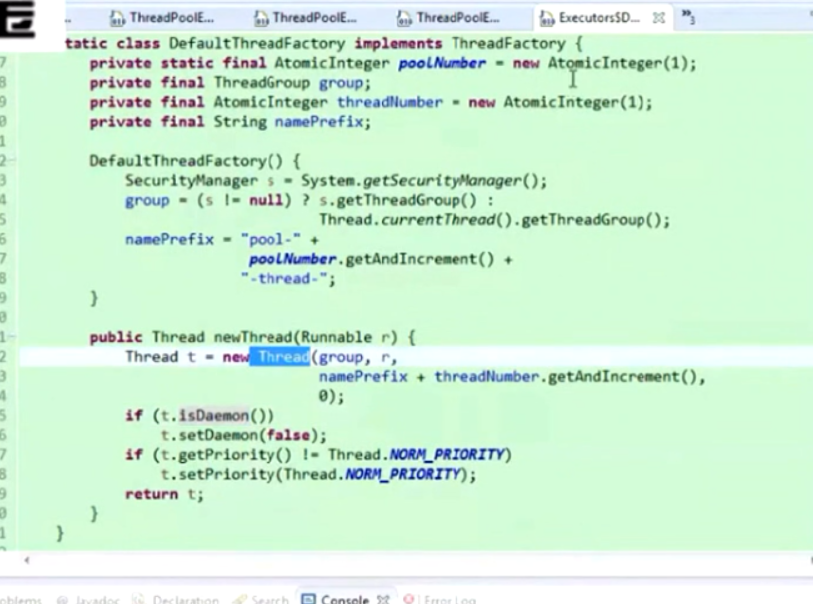 ThreadPoolE... ThreadPoolE... ThreadPoolE... Executors$D... 3
tatic class DefaultThreadFactory implements ThreadFactory {
7 private static final AtomicInteger poolNumber = new AtomicInteger(1);
8 private final ThreadGroup group;
9 private final AtomicInteger threadNumber = new AtomicInteger(1);
0 private final String namePrefix;
1
2 DefaultThreadFactory() {
3 SecurityManager s = System.getSecurityManager();
4 group = (s != null) ? s.getThreadGroup() :
5 Thread.currentThread().getThreadGroup();
6 namePrefix = "pool-" +
7 poolNumber.getAndIncrement() +
8 "-thread-";
9 }
0
1 public Thread newThread(Runnable r) {
2 Thread t = new Thread(group, r,
3 namePrefix + threadNumber.getAndIncrement(),
4 0);
5 if (t.isDaemon())
6 t.setDaemon(false);
7 if (t.getPriority() != Thread.NORM_PRIORITY)
8 t.setPriority(Thread.NORM_PRIORITY);
9 return t;
0 }
1 }
oblems @ Javadoc Declaration Search Console Error Log